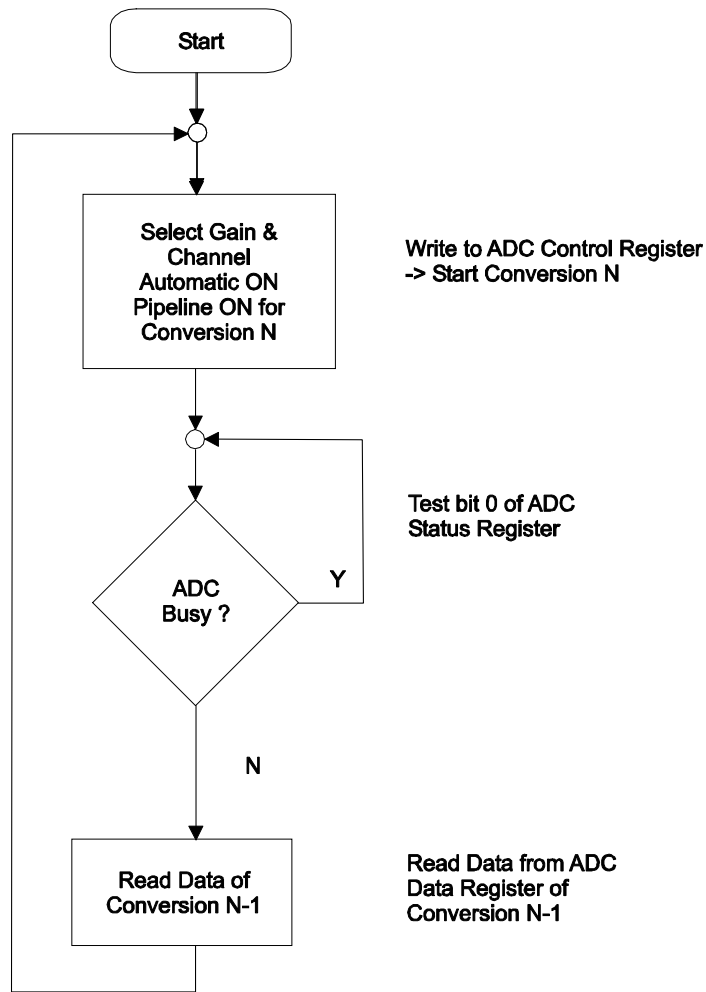 Start
Select Gain &
Channel
Automatic ON
Pipeline ON for
Conversion N
Write to ADC Control Register
-> Start Conversion N
Test bit 0 of ADC
Status Register
ADC
Busy ?
Y
N
Read Data of
Conversion N-1
Read Data from ADC
Data Register of
Conversion N-1